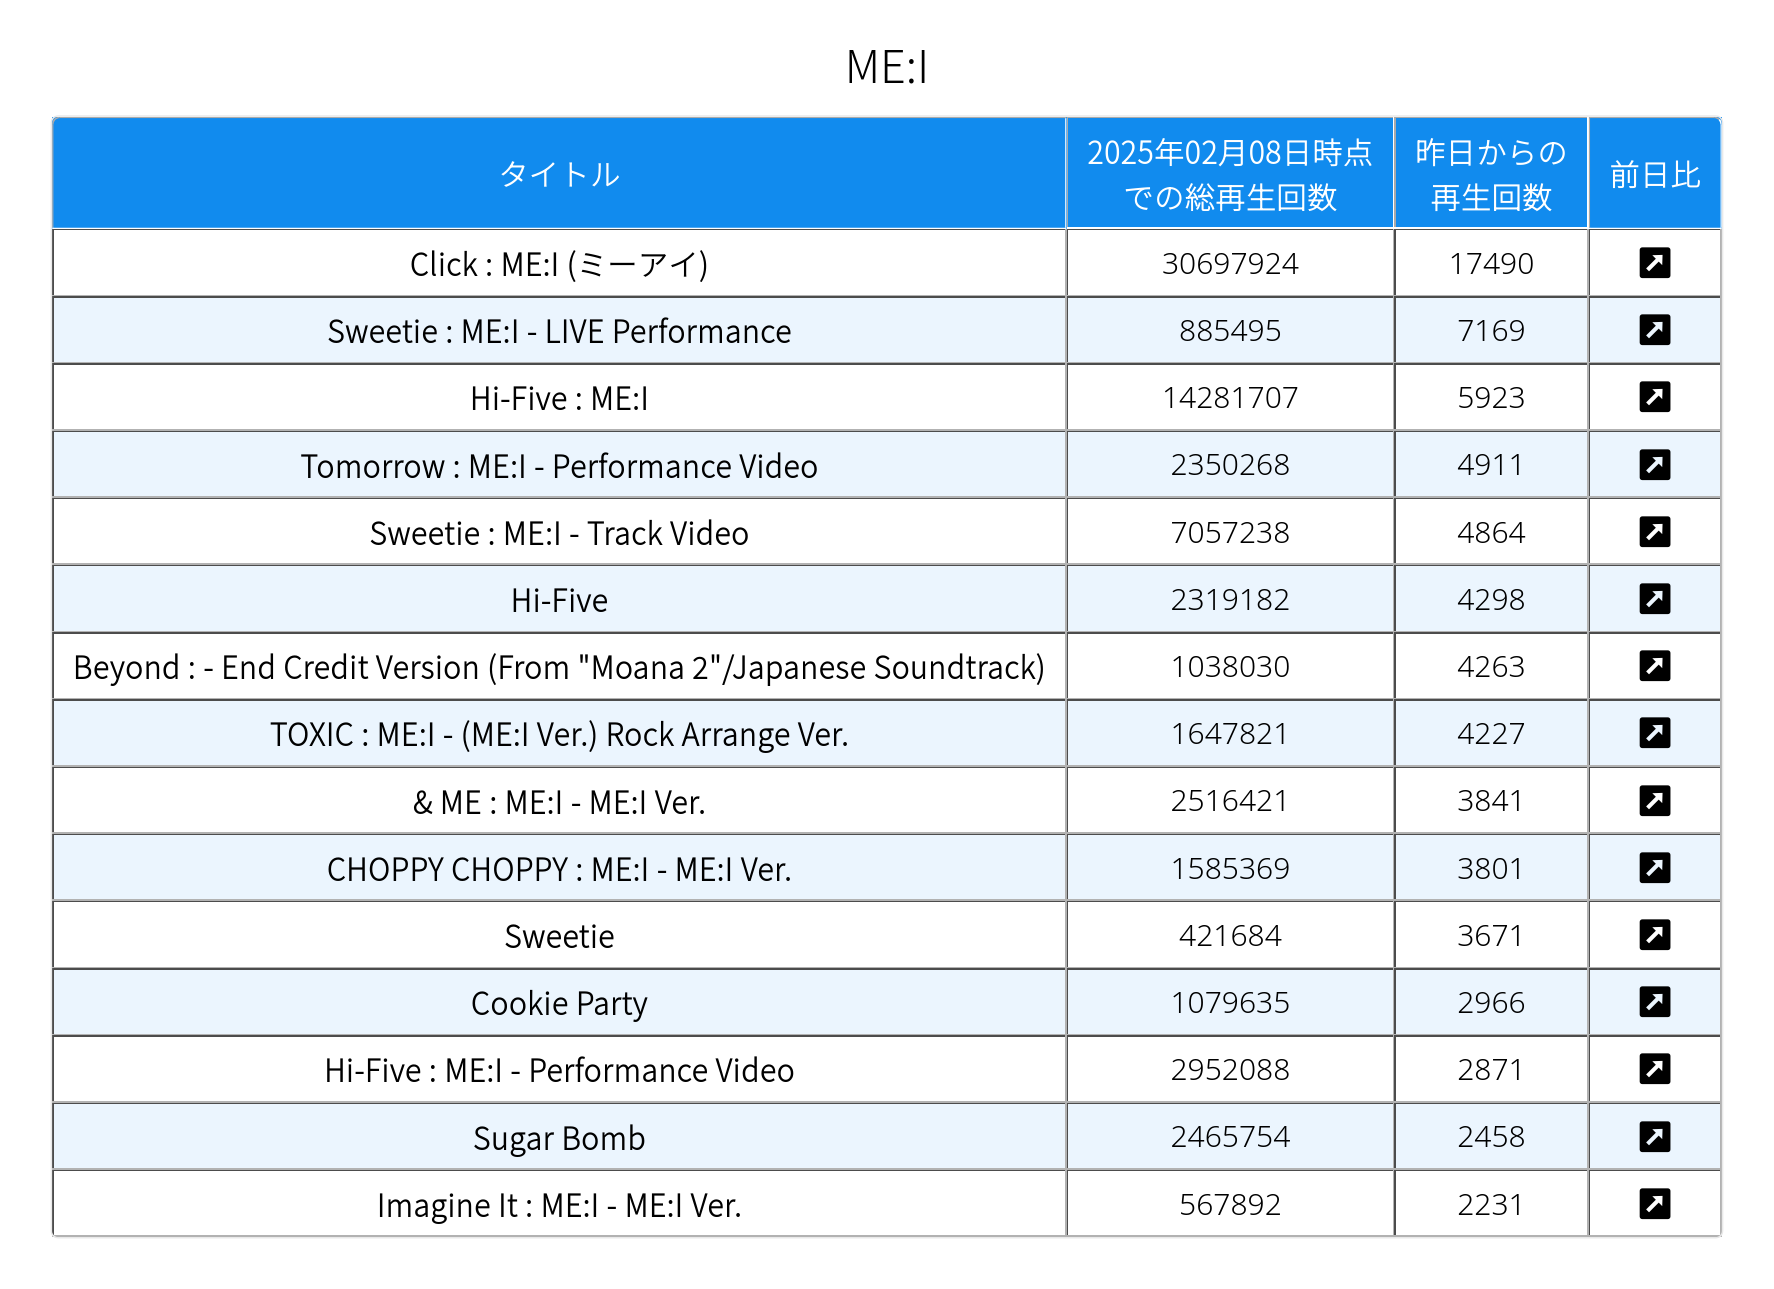 ME:I
タイトル
2025年02月08日時点
での総再生回数
昨日からの
再生回数
前日比
Click : ME:I (ミーアイ) 30697924 17490
Sweetie : ME:I - LIVE Performance 885495 7169
Hi-Five : ME:I 14281707 5923
Tomorrow : ME:I - Performance Video 2350268 4911
Sweetie : ME:I - Track Video 7057238 4864
Hi-Five 2319182 4298
Beyond : - End Credit Version (From "Moana 2"/Japanese Soundtrack) 1038030 4263
TOXIC : ME:I - (ME:I Ver.) Rock Arrange Ver. 1647821 4227
& ME : ME:I - ME:I Ver. 2516421 3841
CHOPPY CHOPPY : ME:I - ME:I Ver. 1585369 3801
Sweetie 421684 3671
Cookie Party 1079635 2966
Hi-Five : ME:I - Performance Video 2952088 2871
Sugar Bomb 2465754 2458
Imagine It : ME:I - ME:I Ver. 567892 2231